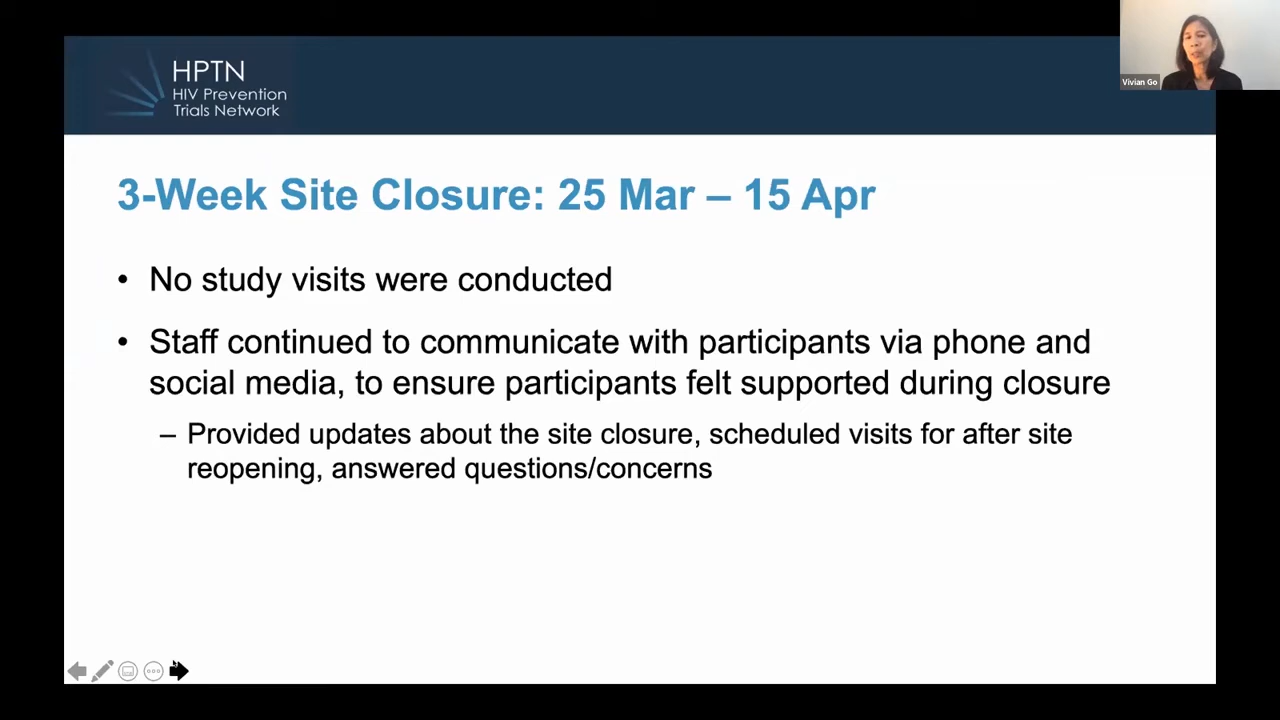 HPTN
HIV Prevention
Trials Network
Vivian Go
3-Week Site Closure: 25 Mar – 15 Apr
• No study visits were conducted
• Staff continued to communicate with participants via phone and
social media, to ensure participants felt supported during closure
– Provided updates about the site closure, scheduled visits for after site
reopening, answered questions/concerns